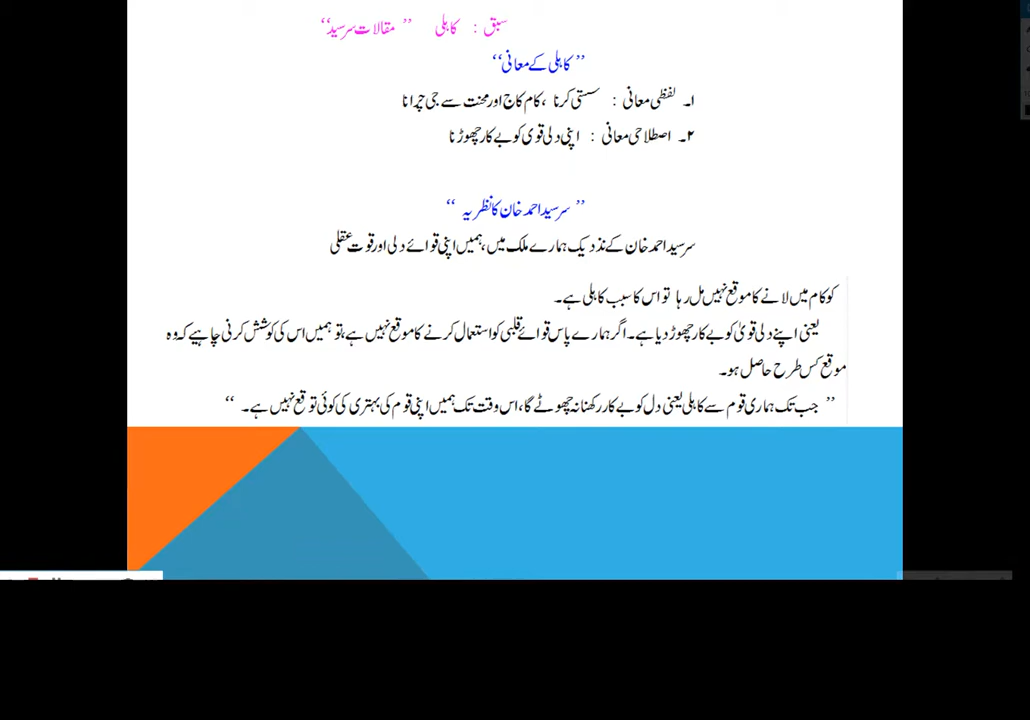 سبق : کاہلی ” مقالات سرسید“
” کاہلی کے معانی“
۱۔ لفظی معانی : سستی کرنا ، کام کاج اور محنت سے جی چرانا
۲۔ اصطلاحی معانی : اپنی دلی قوی کو بے کار چھوڑنا
” سرسید احمد خان کا نظریہ “
سرسید احمد خان کے نذدیک ہمارے ملک میں، ہمیں اپنی قوائے دلی اور قوت عقلی
کو کام میں لانے کا موقع نہیں مل رہا تو اس کا سبب کاہلی ہے۔
یعنی اپنے دلی قویٰ کو بے کار چھوڑ دیا ہے۔ اگر ہمارے پاس قوائے قلبی کو استعمال کرنے کا موقع نہیں ہے، تو ہمیں اس کی کوشش کرنی چاہیے کہ وہ
موقع کس طرح حاصل ہو۔
” جب تک ہماری قوم سے کاہلی یعنی دل کو بے کار رکھنا نہ چھوٹے گا، اس وقت تک ہمیں اپنی قوم کی بہتری کی کوئی توقع نہیں ہے۔ “